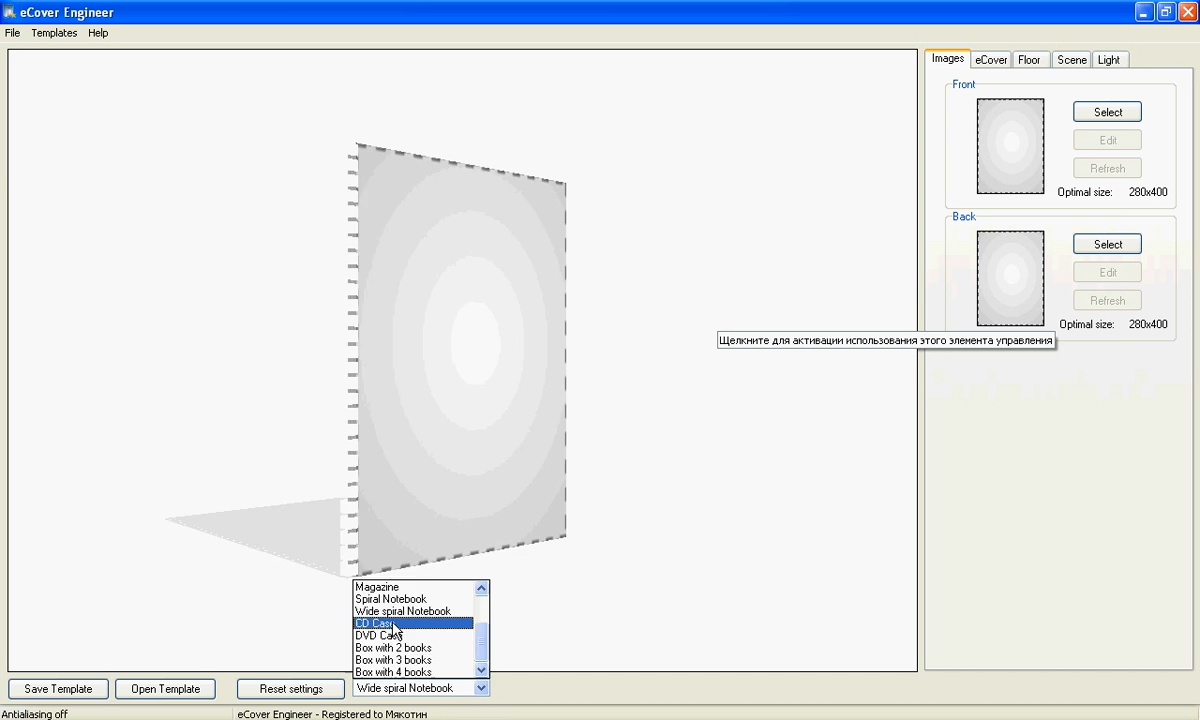 eCover Engineer
File Templates Help
Images eCover Floor Scene Light
Front
Select
Edit
Refresh
Optimal size: 280x400
Back
Select
Edit
Refresh
Optimal size: 280x400
Щелкните для активации использования этого элемента управления
Magazine
Spiral Notebook
Wide spiral Notebook
CD Case
DVD Case
Box with 2 books
Box with 3 books
Box with 4 books
Save Template Open Template Reset settings Wide spiral Notebook
Antialiasing off eCover Engineer - Registered to Мякотин